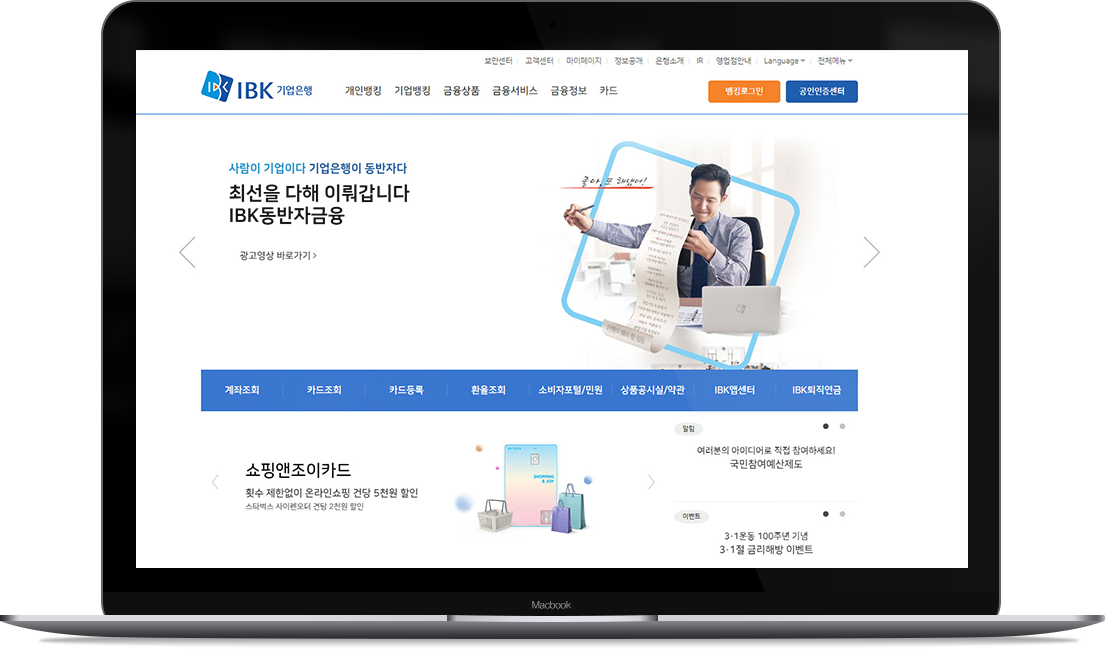 보안센터 고객센터 마이페이지 정보공개 은행소개 IR 영업점안내 Language 전체메뉴
IBK 기업은행
개인뱅킹 기업뱅킹 금융상품 금융서비스 금융정보 카드
뱅킹로그인 공인인증센터
사람이 기업이다 기업은행이 동반자다
최선을 다해 이뤄갑니다
IBK동반자금융
광고영상 바로가기 >
좋아, 또 해냈어!
계좌조회 카드조회 카드등록 환율조회 소비자포털/민원 상품공시실/약관 IBK앱센터 IBK퇴직연금
알림
여러분의 아이디어로 직접 참여하세요!
국민참여예산제도
쇼핑앤조이카드
횟수 제한없이 온라인쇼핑 건당 5천원 할인
스타벅스 사이렌오더 건당 2천원 할인
SHOPPING
& JOY
이벤트
3·1운동 100주년 기념
3·1절 금리해방 이벤트
Macbook